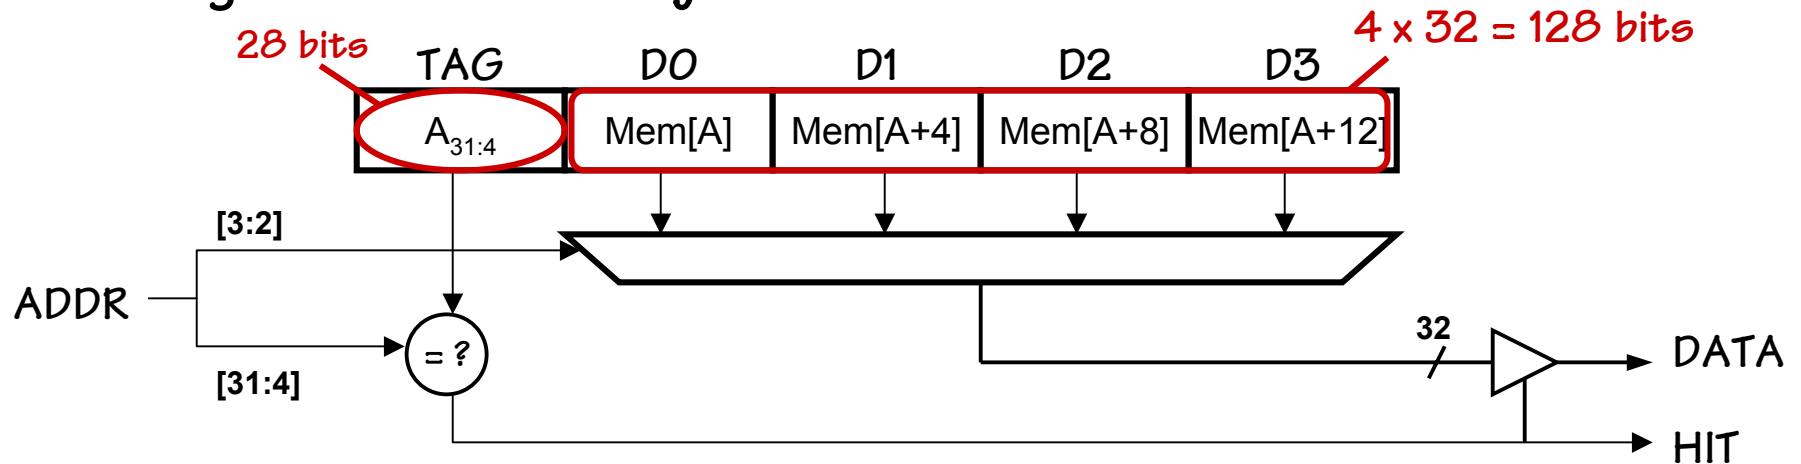 28 bits
4 x 32 = 128 bits
TAG D0 D1 D2 D3
A31:4 Mem[A] Mem[A+4] Mem[A+8] Mem[A+12]
[3:2]
ADDR
= ?
[31:4]
32
DATA
HIT